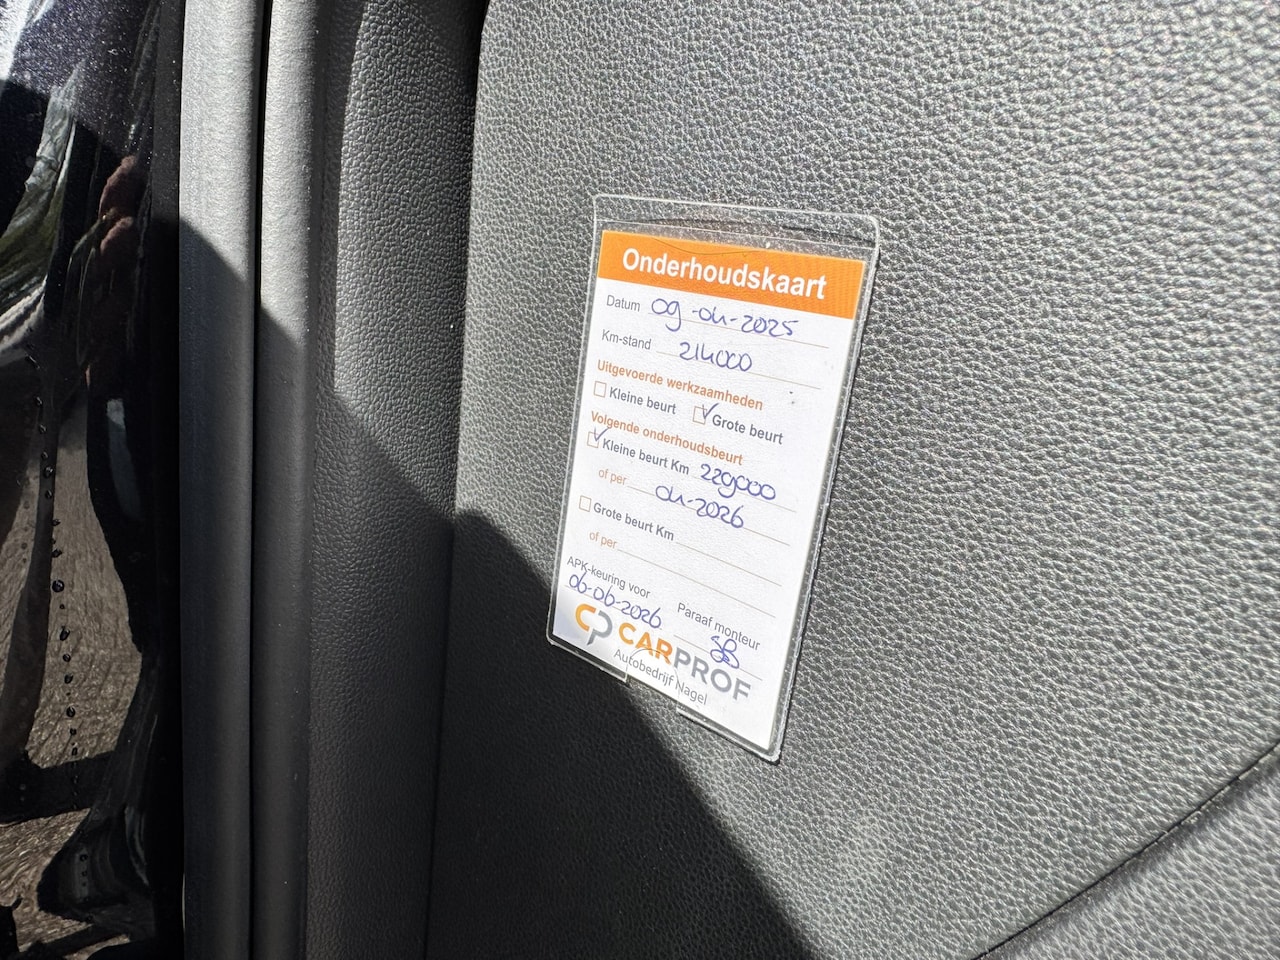 Onderhoudskaart
Datum 09-04-2025
Km-stand 214000
Uitgevoerde werkzaamheden
Kleine beurt Grote beurt
Volgende onderhoudsbeurt
Kleine beurt Km 229000
of per 04-2026
Grote beurt Km
of per
APK-keuring voor Paraaf monteur
06-06-2026
CP CARPROF
Autobedrijf Nagel